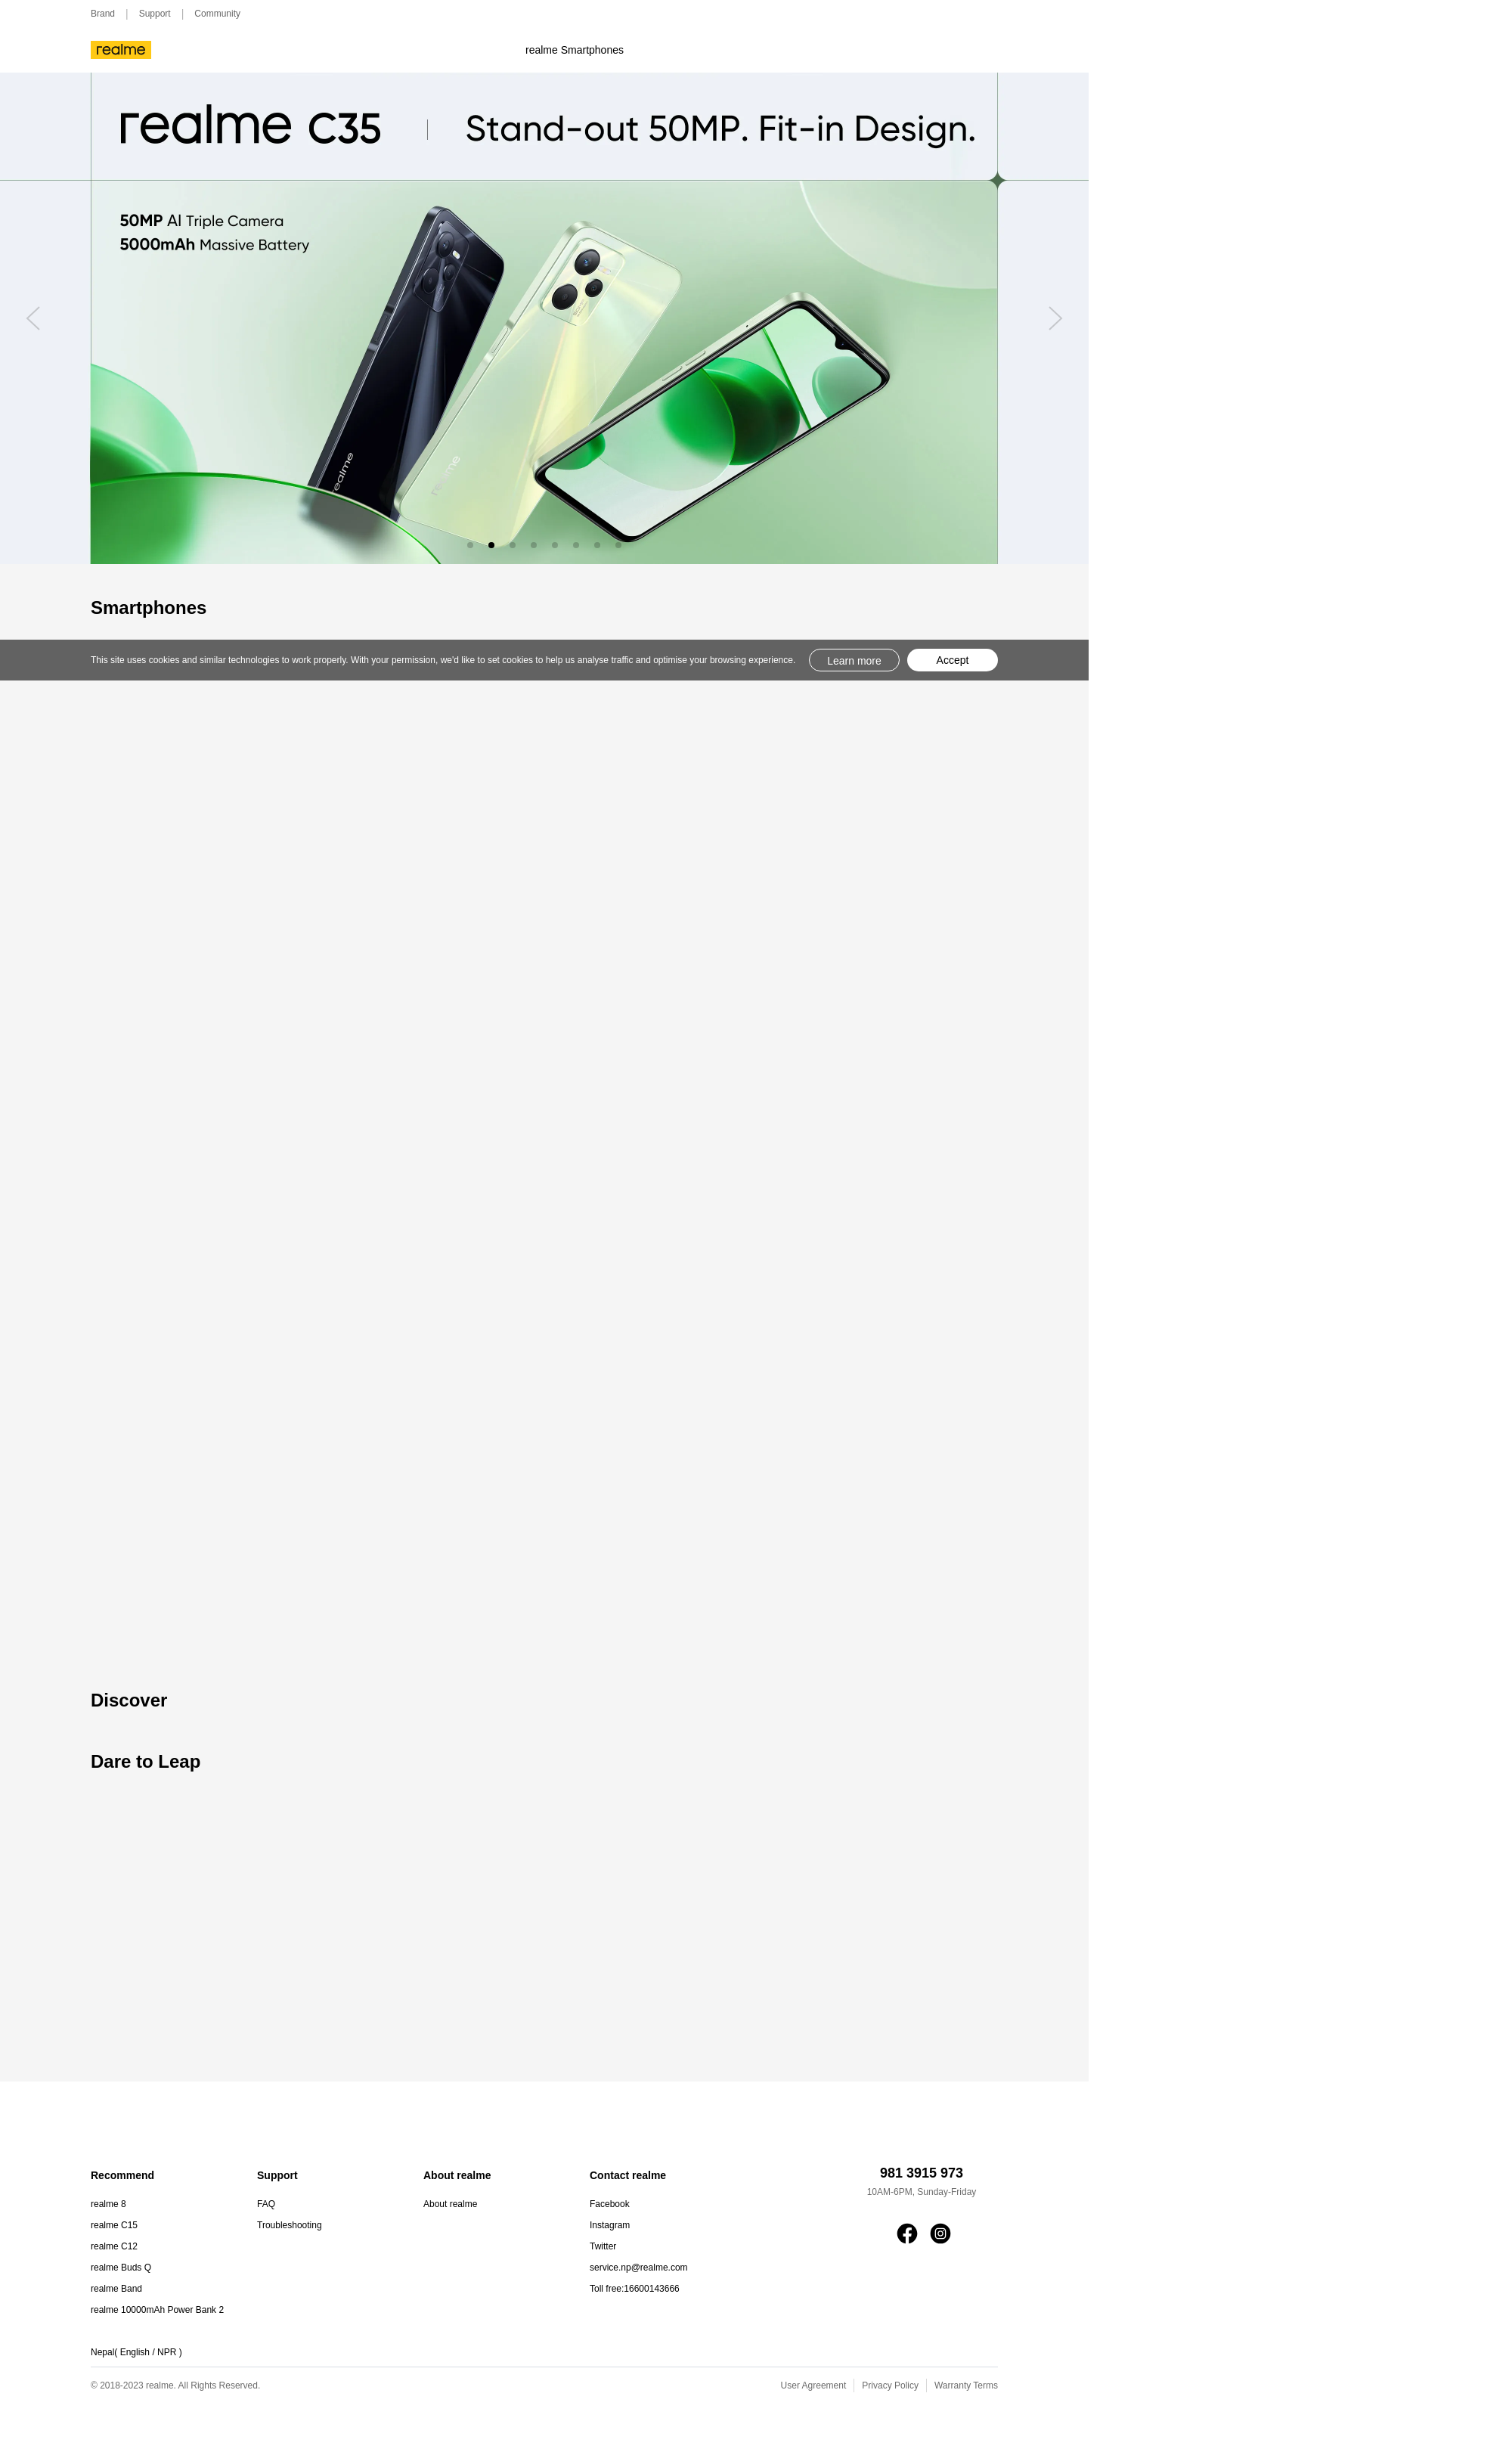 Brand
Support
Community
realme
realme Smartphones
realme C35
Stand-out 50MP. Fit-in Design.
50MP AI Triple Camera
5000mAh Massive Battery
realme
realme
Smartphones
This site uses cookies and similar technologies to work properly. With your permission, we'd like to set cookies to help us analyse traffic and optimise your browsing experience.
Learn more
Accept
Discover
Dare to Leap
Recommend
realme 8
realme C15
realme C12
realme Buds Q
realme Band
realme 10000mAh Power Bank 2
Support
FAQ
Troubleshooting
About realme
About realme
Contact realme
Facebook
Instagram
Twitter
service.np@realme.com
Toll free:16600143666
981 3915 973
10AM-6PM, Sunday-Friday
Nepal( English / NPR )
© 2018-2023 realme. All Rights Reserved.
User Agreement
Privacy Policy
Warranty Terms